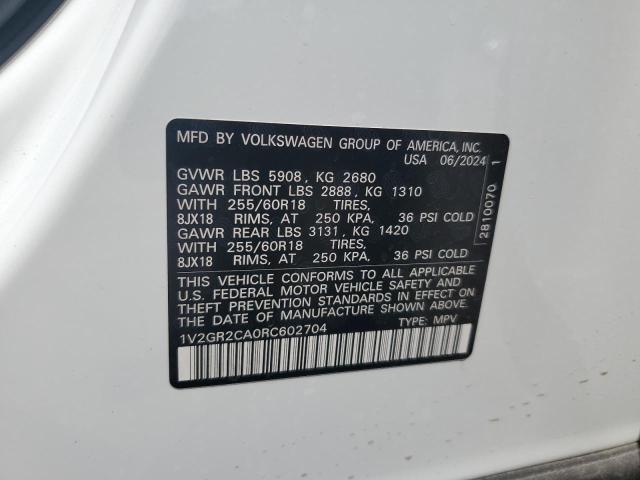 MFD BY VOLKSWAGEN GROUP OF AMERICA, INC.
USA 06/2024
GVWR LBS 5908, KG 2680
GAWR FRONT LBS 2888, KG 1310
WITH 255/60R18 TIRES,
8JX18 RIMS, AT 250 KPA, 36 PSI COLD
GAWR REAR LBS 3131, KG 1420
WITH 255/60R18 TIRES,
8JX18 RIMS, AT 250 KPA, 36 PSI COLD
THIS VEHICLE CONFORMS TO ALL APPLICABLE
U.S. FEDERAL MOTOR VEHICLE SAFETY AND
THEFT PREVENTION STANDARDS IN EFFECT ON
THE DATE OF MANUFACTURE SHOWN ABOVE.
1V2GR2CA0RC602704 TYPE: MPV
2810070 1